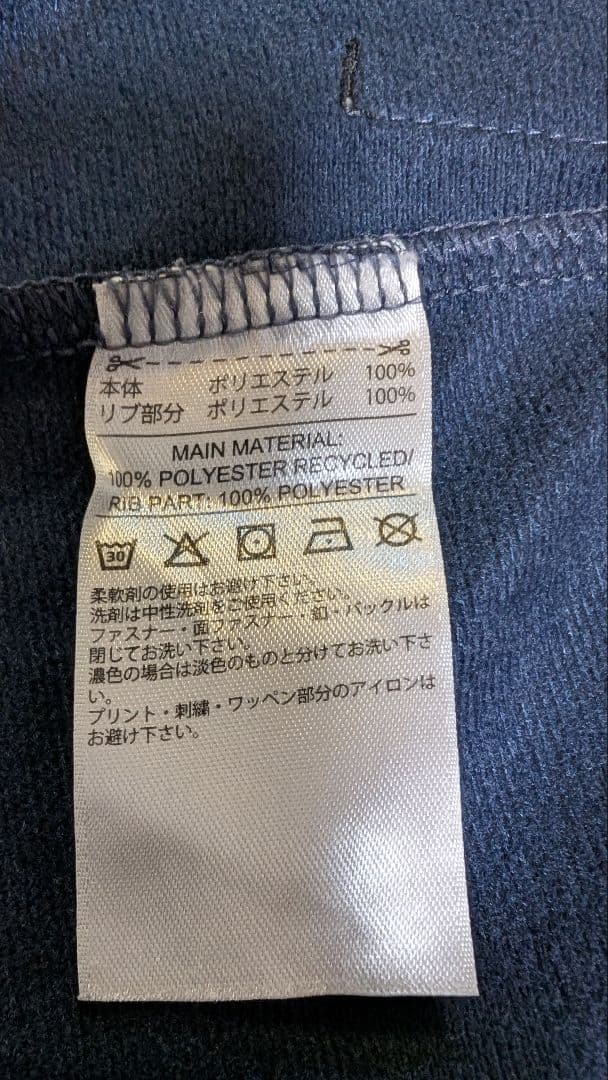 本体 ポリエステル 100%
リブ部分 ポリエステル 100%
MAIN MATERIAL:
100% POLYESTER RECYCLED/
RIB PART: 100% POLYESTER
30
柔軟剤の使用はお避け下さい。
洗剤は中性洗剤をご使用ください。
ファスナー・面ファスナー・釦・バックルは
閉じてお洗い下さい。
濃色の場合は淡色のものと分けてお洗い下さ
い。
プリント・刺繍・ワッペン部分のアイロンは
お避け下さい。